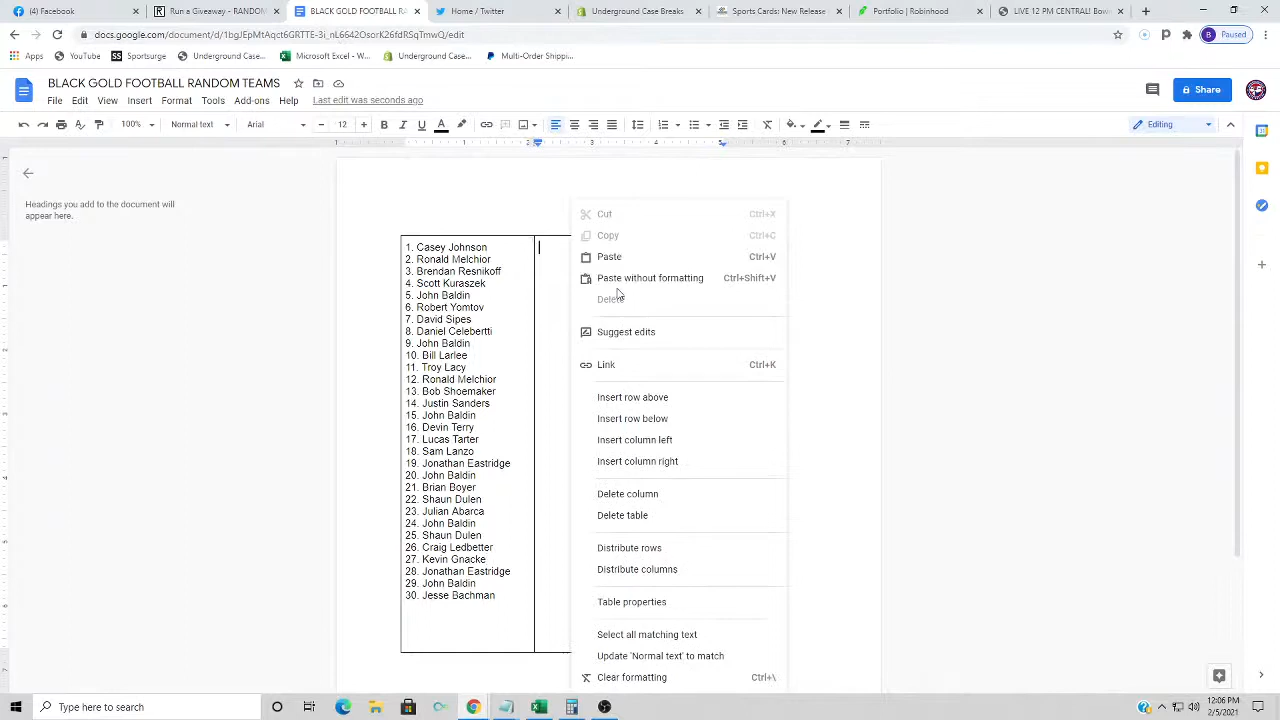 (4) Facebook
Run a Giveaway - RANDOM
BLACK GOLD FOOTBALL RA
Home / Twitter
Underground Case Breaks
Sports Cards: New Release
Portfolio | Robinhood
LIVE 12 PM CENTRAL! Bowl
Paused
Apps
YouTube
Sportsurge
Underground Case...
Microsoft Excel - W...
Underground Case...
Multi-Order Shippi...
BLACK GOLD FOOTBALL RANDOM TEAMS
File Edit View Insert Format Tools Add-ons Help Last edit was seconds ago
Share
100% Normal text Arial 12
Editing
Headings you add to the document will
appear here.
1. Casey Johnson
2. Ronald Melchior
3. Brendan Resnikoff
4. Scott Kuraszek
5. John Baldin
6. Robert Yomtov
7. David Sipes
8. Daniel Celebertti
9. John Baldin
10. Bill Larlee
11. Troy Lacy
12. Ronald Melchior
13. Bob Shoemaker
14. Justin Sanders
15. John Baldin
16. Devin Terry
17. Lucas Tarter
18. Sam Lanzo
19. Jonathan Eastridge
20. John Baldin
21. Brian Boyer
22. Shaun Dulen
23. Julian Abarca
24. John Baldin
25. Shaun Dulen
26. Craig Ledbetter
27. Kevin Gnacke
28. Jonathan Eastridge
29. John Baldin
30. Jesse Bachman
Cut Ctrl+X
Copy Ctrl+C
Paste Ctrl+V
Paste without formatting Ctrl+Shift+V
Delete
Suggest edits
Link Ctrl+K
Insert row above
Insert row below
Insert column left
Insert column right
Delete column
Delete table
Distribute rows
Distribute columns
Table properties
Select all matching text
Update 'Normal text' to match
Clear formatting Ctrl+\
Type here to search
12:06 PM
2/5/2021